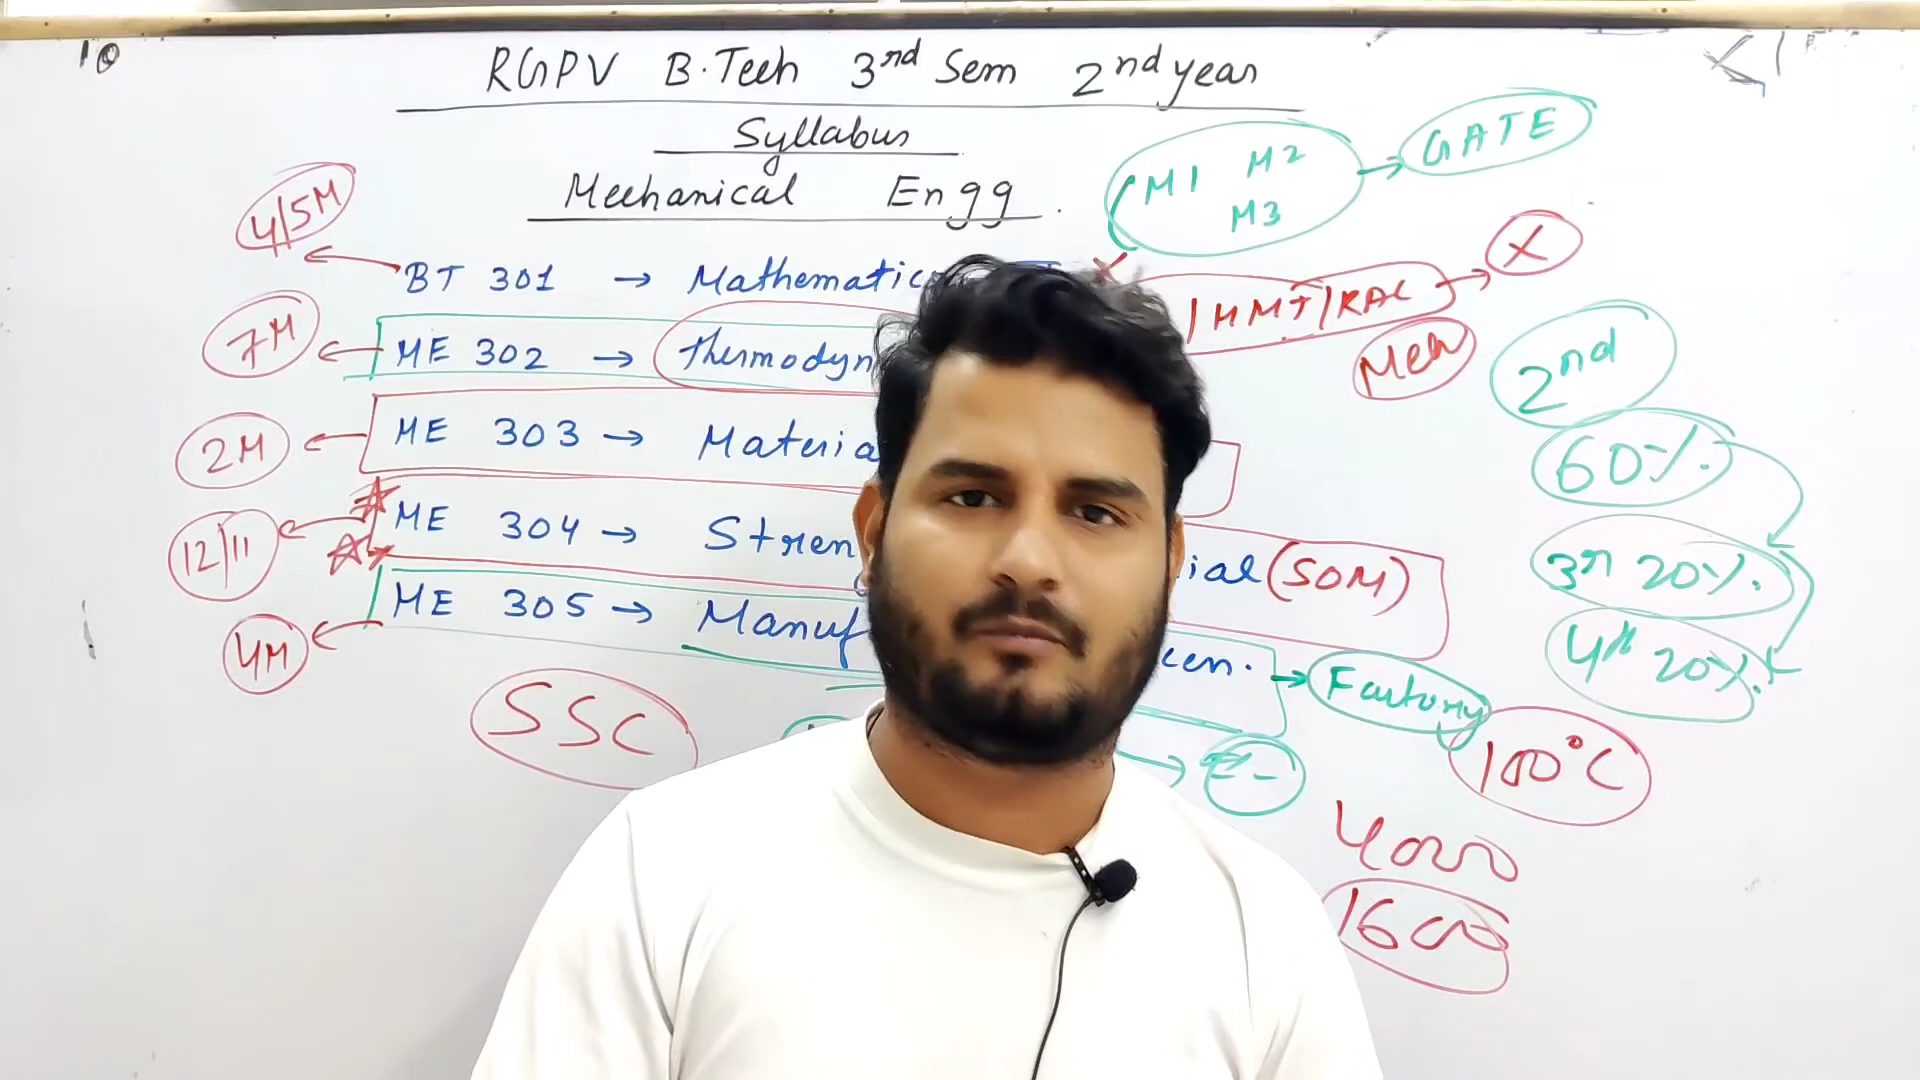 RGPV B.Tech 3rd Sem 2nd year
Syllabus
Mechanical Engg.
M1 M2 → GATE
M3
4/5M ← BT 301 → Mathematic
X
/HMT/RAC → X
7M ← ME 302 → Thermodyn
2nd
2M ← ME 303 → Materia
60%.
12/11 ← ME 304 → Stren ial (SOM)
3r 20%.
4M ← ME 305 → Manuf cen. → Factory
4th 20%.
SSC
100°C
4000
1600